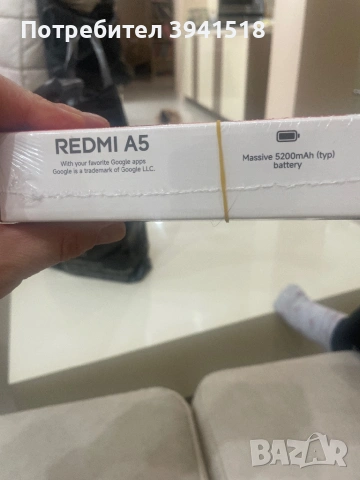 Потребител 3941518
REDMI A5
With your favorite Google apps
Google is a trademark of Google LLC.
Massive 5200mAh (typ)
battery
BAZAR